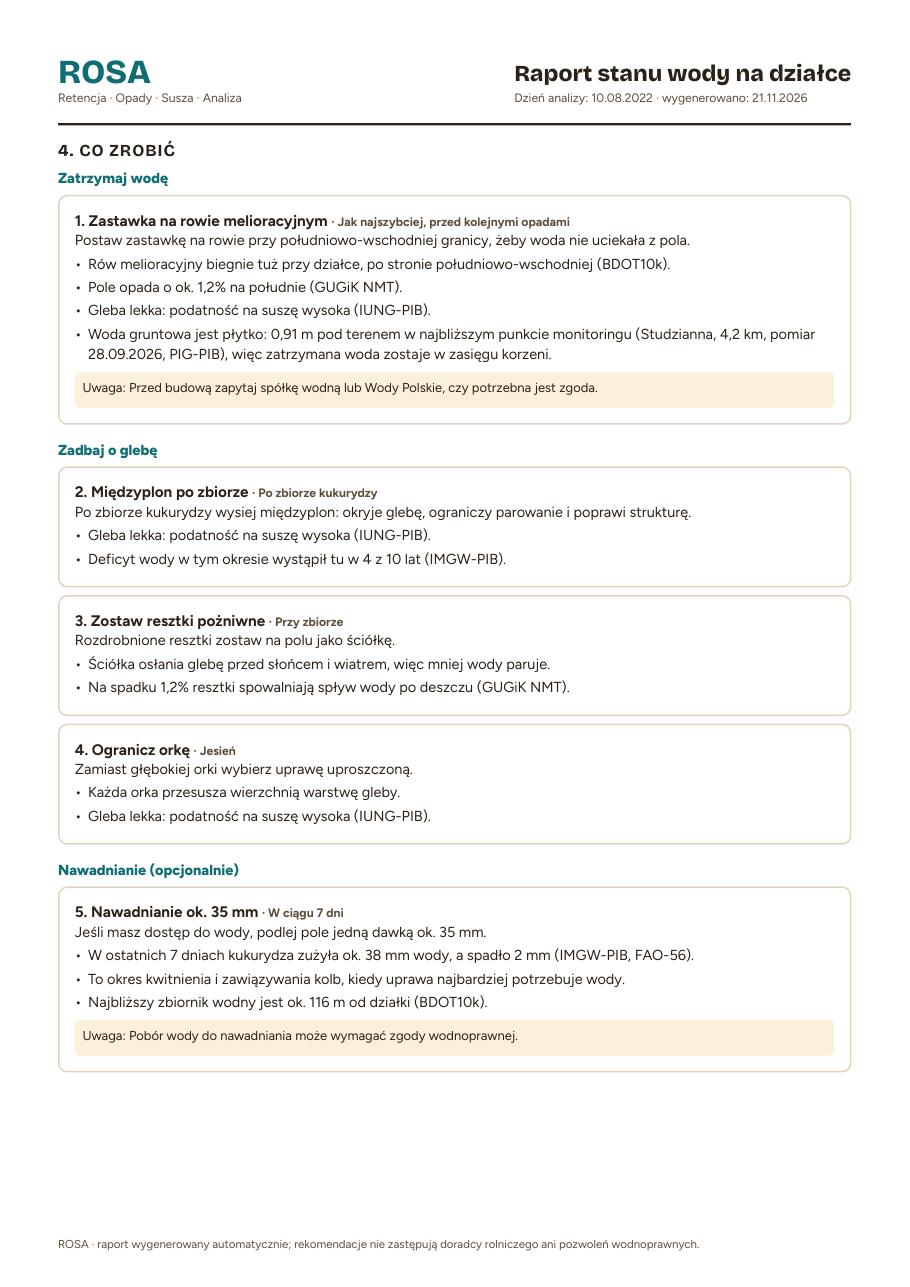 ROSA
Retencja · Opady · Susza · Analiza
Raport stanu wody na działce
Dzień analizy: 10.08.2022 · wygenerowano: 21.11.2026
4. CO ZROBIĆ
Zatrzymaj wodę
1. Zastawka na rowie melioracyjnym · Jak najszybciej, przed kolejnymi opadami
Postaw zastawkę na rowie przy południowo-wschodniej granicy, żeby woda nie uciekała z pola.
• Rów melioracyjny biegnie tuż przy działce, po stronie południowo-wschodniej (BDOT10k).
• Pole opada o ok. 1,2% na południe (GUGiK NMT).
• Gleba lekka: podatność na suszę wysoka (IUNG-PIB).
• Woda gruntowa jest płytko: 0,91 m pod terenem w najbliższym punkcie monitoringu (Studzianna, 4,2 km, pomiar
28.09.2026, PIG-PIB), więc zatrzymana woda zostaje w zasięgu korzeni.
Uwaga: Przed budową zapytaj spółkę wodną lub Wody Polskie, czy potrzebna jest zgoda.
Zadbaj o glebę
2. Międzyplon po zbiorze · Po zbiorze kukurydzy
Po zbiorze kukurydzy wysiej międzyplon: okryje glebę, ograniczy parowanie i poprawi strukturę.
• Gleba lekka: podatność na suszę wysoka (IUNG-PIB).
• Deficyt wody w tym okresie wystąpił tu w 4 z 10 lat (IMGW-PIB).
3. Zostaw resztki pożniwne · Przy zbiorze
Rozdrobnione resztki zostaw na polu jako ściółkę.
• Ściółka osłania glebę przed słońcem i wiatrem, więc mniej wody paruje.
• Na spadku 1,2% resztki spowalniają spływ wody po deszczu (GUGiK NMT).
4. Ogranicz orkę · Jesień
Zamiast głębokiej orki wybierz uprawę uproszczoną.
• Każda orka przesusza wierzchnią warstwę gleby.
• Gleba lekka: podatność na suszę wysoka (IUNG-PIB).
Nawadnianie (opcjonalnie)
5. Nawadnianie ok. 35 mm · W ciągu 7 dni
Jeśli masz dostęp do wody, podlej pole jedną dawką ok. 35 mm.
• W ostatnich 7 dniach kukurydza zużyła ok. 38 mm wody, a spadło 2 mm (IMGW-PIB, FAO-56).
• To okres kwitnienia i zawiązywania kolb, kiedy uprawa najbardziej potrzebuje wody.
• Najbliższy zbiornik wodny jest ok. 116 m od działki (BDOT10k).
Uwaga: Pobór wody do nawadniania może wymagać zgody wodnoprawnej.
ROSA · raport wygenerowany automatycznie; rekomendacje nie zastępują doradcy rolniczego ani pozwoleń wodnoprawnych.